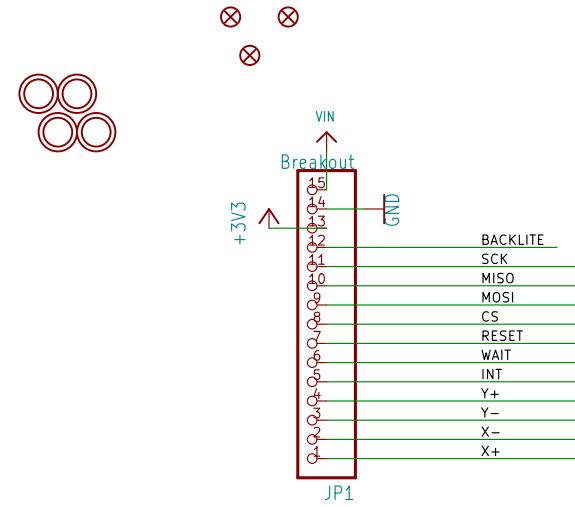 VIN
Breakout
15
14
GND
13
+3V3
12 BACKLITE
11 SCK
10 MISO
9 MOSI
8 CS
7 RESET
6 WAIT
5 INT
4 Y+
3 Y-
2 X-
1 X+
JP1